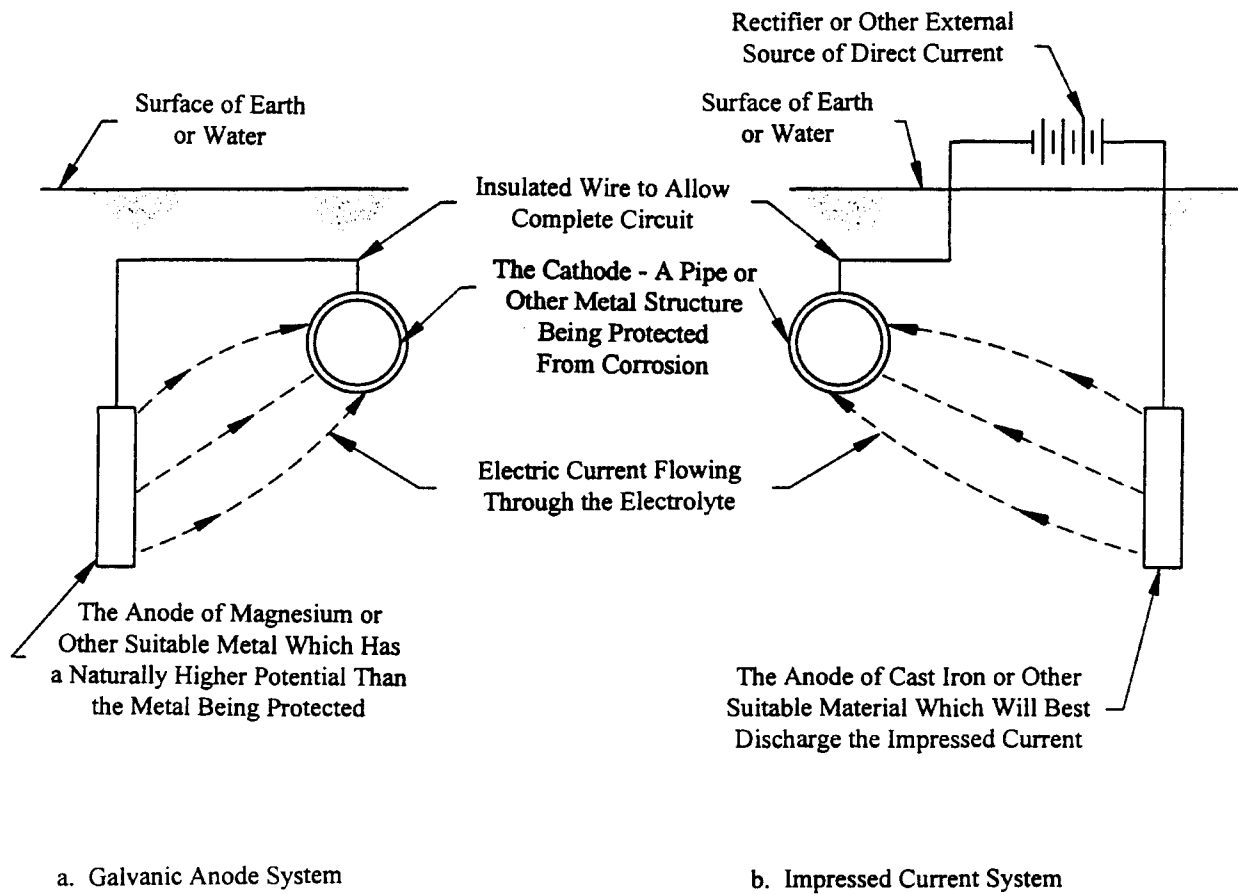 Rectifier or Other External
Source of Direct Current
Surface of Earth
or Water
Surface of Earth
or Water
Insulated Wire to Allow
Complete Circuit
The Cathode - A Pipe or
Other Metal Structure
Being Protected
From Corrosion
Electric Current Flowing
Through the Electrolyte
The Anode of Magnesium or
Other Suitable Metal Which Has
a Naturally Higher Potential Than
the Metal Being Protected
The Anode of Cast Iron or Other
Suitable Material Which Will Best
Discharge the Impressed Current
a. Galvanic Anode System
b. Impressed Current System